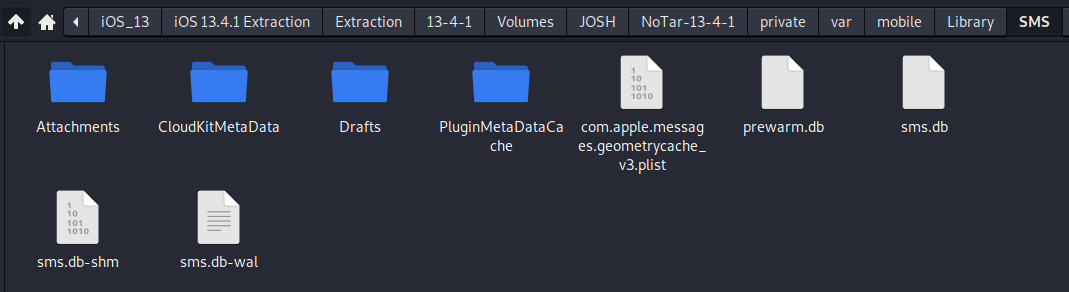 iOS_13 iOS 13.4.1 Extraction Extraction 13-4-1 Volumes JOSH NoTar-13-4-1 private var mobile Library SMS
Attachments CloudKitMetaData Drafts PluginMetaDataCa com.apple.messag prewarm.db sms.db
che es.geometrycache_
v3.plist
1
10
101
1010
1
10
101
1010
sms.db-shm sms.db-wal